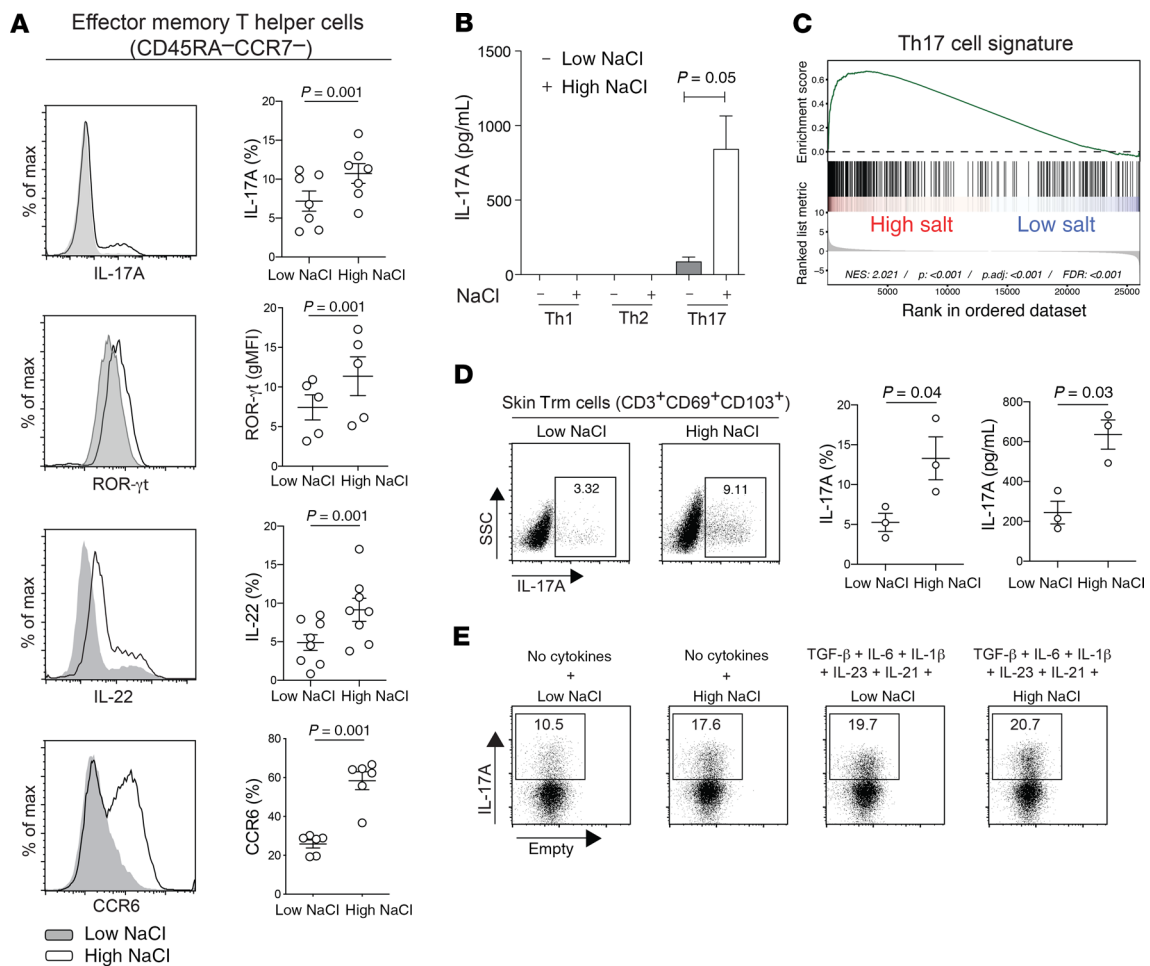 A
Effector memory T helper cells
(CD45RA–CCR7–)
% of max
IL-17A
P = 0.001
20
15
10
5
0
IL-17A (%)
Low NaCl High NaCl
% of max
ROR-γt
P = 0.001
20
15
10
5
0
ROR-γt (gMFI)
Low NaCl High NaCl
% of max
IL-22
P = 0.001
20
15
10
5
0
IL-22 (%)
Low NaCl High NaCl
% of max
CCR6
P = 0.001
80
60
40
20
0
CCR6 (%)
Low NaCl High NaCl
Low NaCl
High NaCl
B
1500
1000
500
0
IL-17A (pg/mL)
− Low NaCl
+ High NaCl
P = 0.05
NaCl − + − + − +
Th1 Th2 Th17
C
Th17 cell signature
Enrichment score
0.6
0.4
0.2
0.0
Ranked list metric
10
5
0
−5
High salt Low salt
NES: 2.021 / p: <0.001 / p.adj: <0.001 / FDR: <0.001
5000 10000 15000 20000 25000
Rank in ordered dataset
D
Skin Trm cells (CD3+CD69+CD103+)
Low NaCl High NaCl
3.32 9.11
SSC
IL-17A
P = 0.04
20
15
10
5
0
IL-17A (%)
Low NaCl High NaCl
P = 0.03
800
600
400
200
0
IL-17A (pg/mL)
Low NaCl High NaCl
E
No cytokines
+
Low NaCl
10.5
No cytokines
+
High NaCl
17.6
TGF-β + IL-6 + IL-1β
+ IL-23 + IL-21 +
Low NaCl
19.7
TGF-β + IL-6 + IL-1β
+ IL-23 + IL-21 +
High NaCl
20.7
IL-17A
Empty